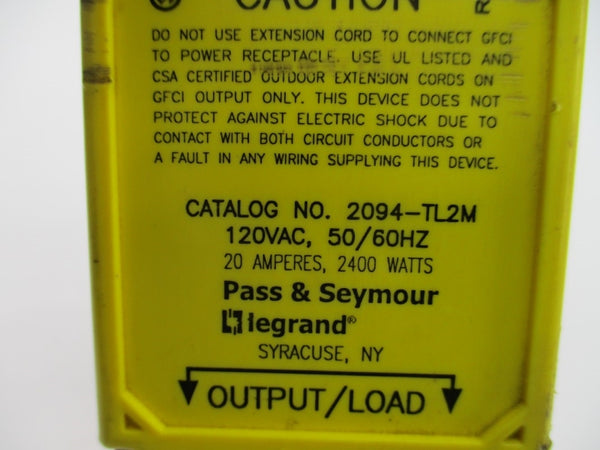 CAUTION
DO NOT USE EXTENSION CORD TO CONNECT GFCI
TO POWER RECEPTACLE. USE UL LISTED AND
CSA CERTIFIED OUTDOOR EXTENSION CORDS ON
GFCI OUTPUT ONLY. THIS DEVICE DOES NOT
PROTECT AGAINST ELECTRIC SHOCK DUE TO
CONTACT WITH BOTH CIRCUIT CONDUCTORS OR
A FAULT IN ANY WIRING SUPPLYING THIS DEVICE.
CATALOG NO. 2094-TL2M
120VAC, 50/60HZ
20 AMPERES, 2400 WATTS
Pass & Seymour
legrand®
SYRACUSE, NY
OUTPUT/LOAD